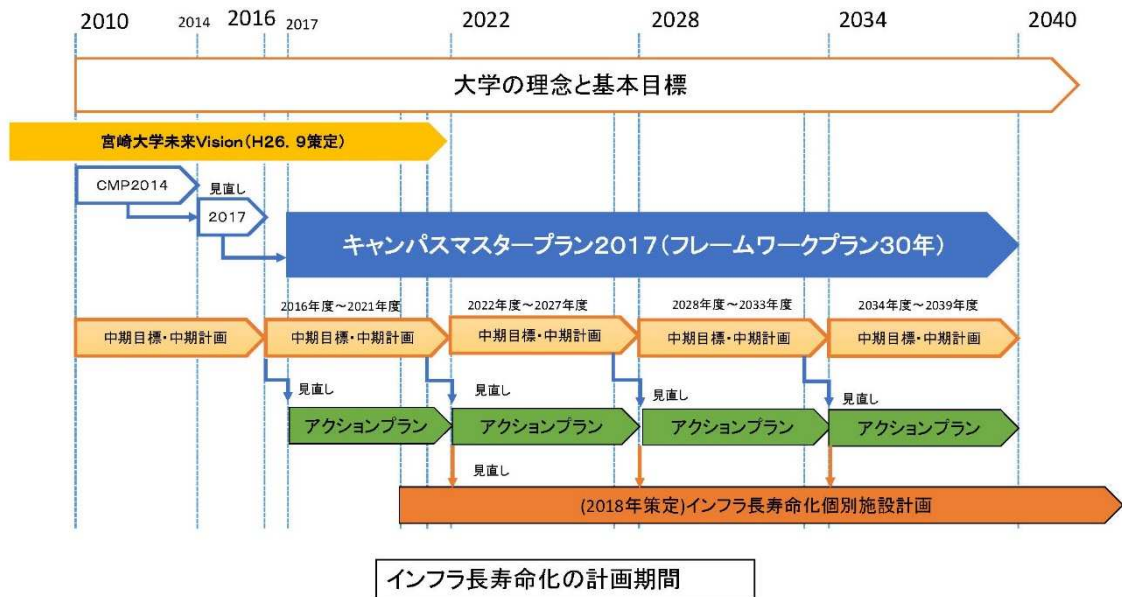 2010 2014 2016 2017 2022 2028 2034 2040
大学の理念と基本目標
宮崎大学未来Vision(H26. 9策定)
CMP2014
見直し
2017
キャンパスマスタープラン2017(フレームワークプラン30年)
2016年度～2021年度 2022年度～2027年度 2028年度～2033年度 2034年度～2039年度
中期目標・中期計画 中期目標・中期計画 中期目標・中期計画 中期目標・中期計画 中期目標・中期計画
見直し 見直し 見直し 見直し
アクションプラン アクションプラン アクションプラン アクションプラン
見直し
(2018年策定)インフラ長寿命化個別施設計画
インフラ長寿命化の計画期間